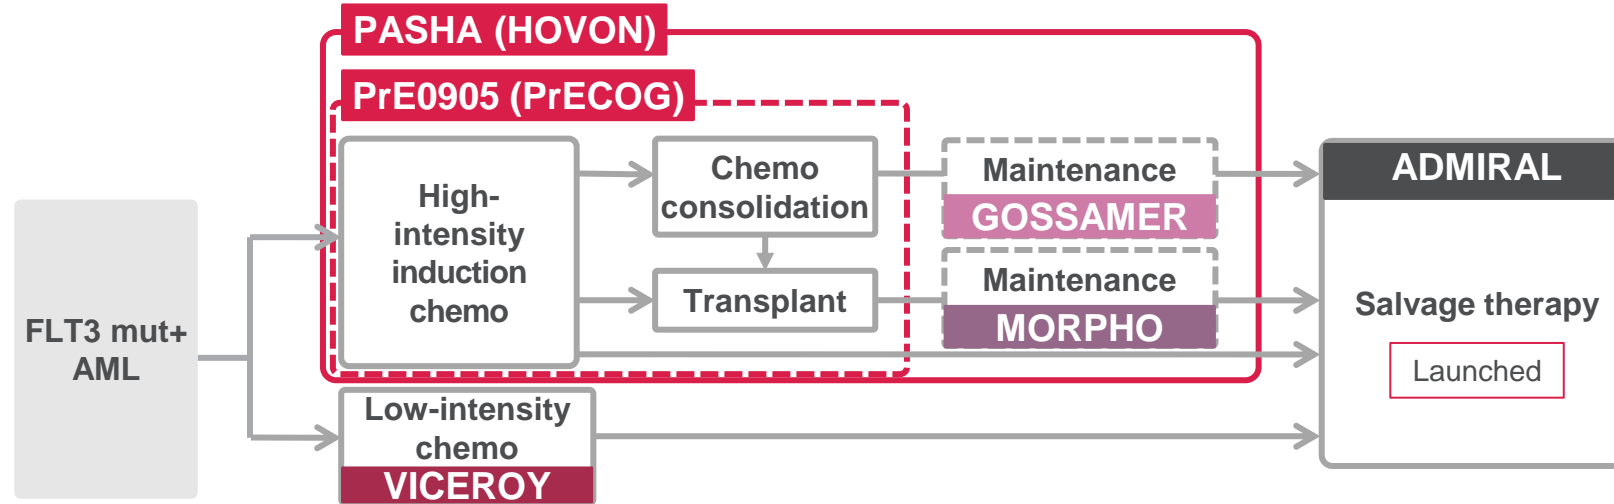 PASHA (HOVON)
PrE0905 (PrECOG)
FLT3 mut+
AML
High-
intensity
induction
chemo
Chemo
consolidation
Transplant
Maintenance
GOSSAMER
Maintenance
MORPHO
Low-intensity
chemo
VICEROY
ADMIRAL
Salvage therapy
Launched